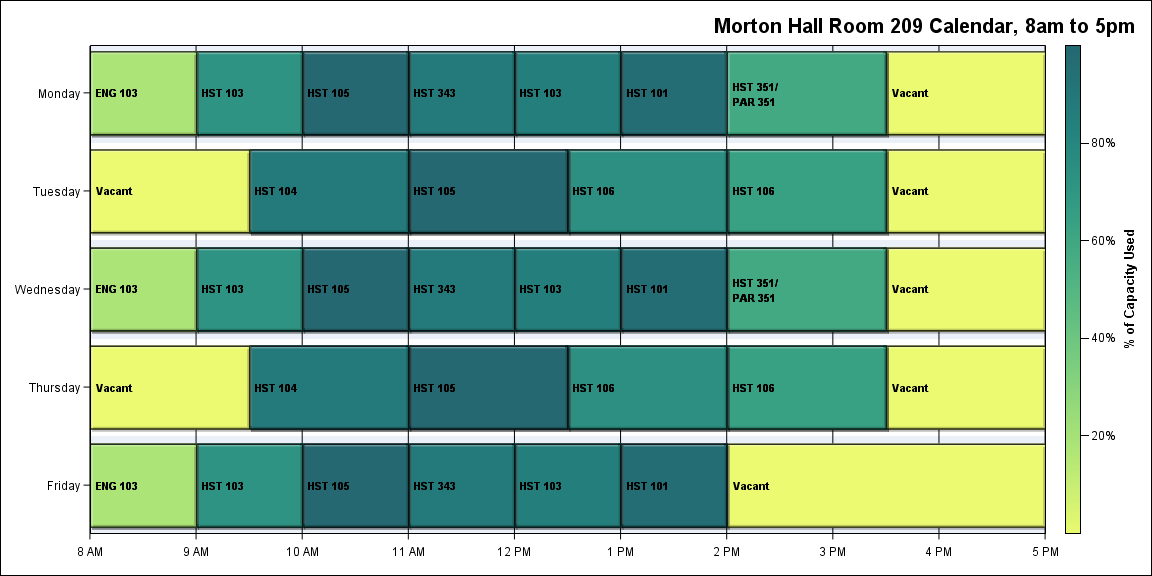 Morton Hall Room 209 Calendar, 8am to 5pm
Monday
ENG 103
HST 103
HST 105
HST 343
HST 103
HST 101
HST 351/
PAR 351
Vacant
Tuesday
Vacant
HST 104
HST 105
HST 106
HST 106
Vacant
Wednesday
ENG 103
HST 103
HST 105
HST 343
HST 103
HST 101
HST 351/
PAR 351
Vacant
Thursday
Vacant
HST 104
HST 105
HST 106
HST 106
Vacant
Friday
ENG 103
HST 103
HST 105
HST 343
HST 103
HST 101
Vacant
8 AM
9 AM
10 AM
11 AM
12 PM
1 PM
2 PM
3 PM
4 PM
5 PM
80%
60%
40%
20%
% of Capacity Used